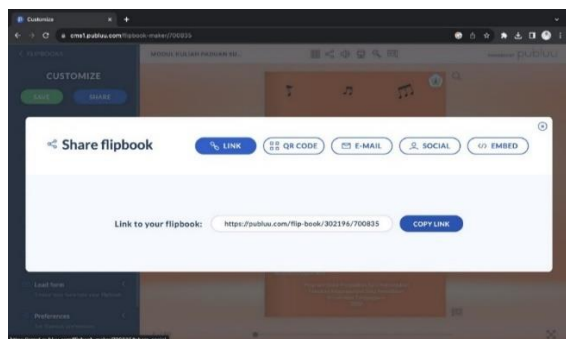 Customize
cms1.publuu.com/flipbook-maker/700835
FLIPBOOKS
MODUL KULIAH PADUAN SU...
publuu
CUSTOMIZE
SAVE
SHARE
Share flipbook
LINK
QR CODE
E-MAIL
SOCIAL
EMBED
Link to your flipbook:
https://publuu.com/flip-book/302196/700835
COPY LINK
Lead form
Preferences